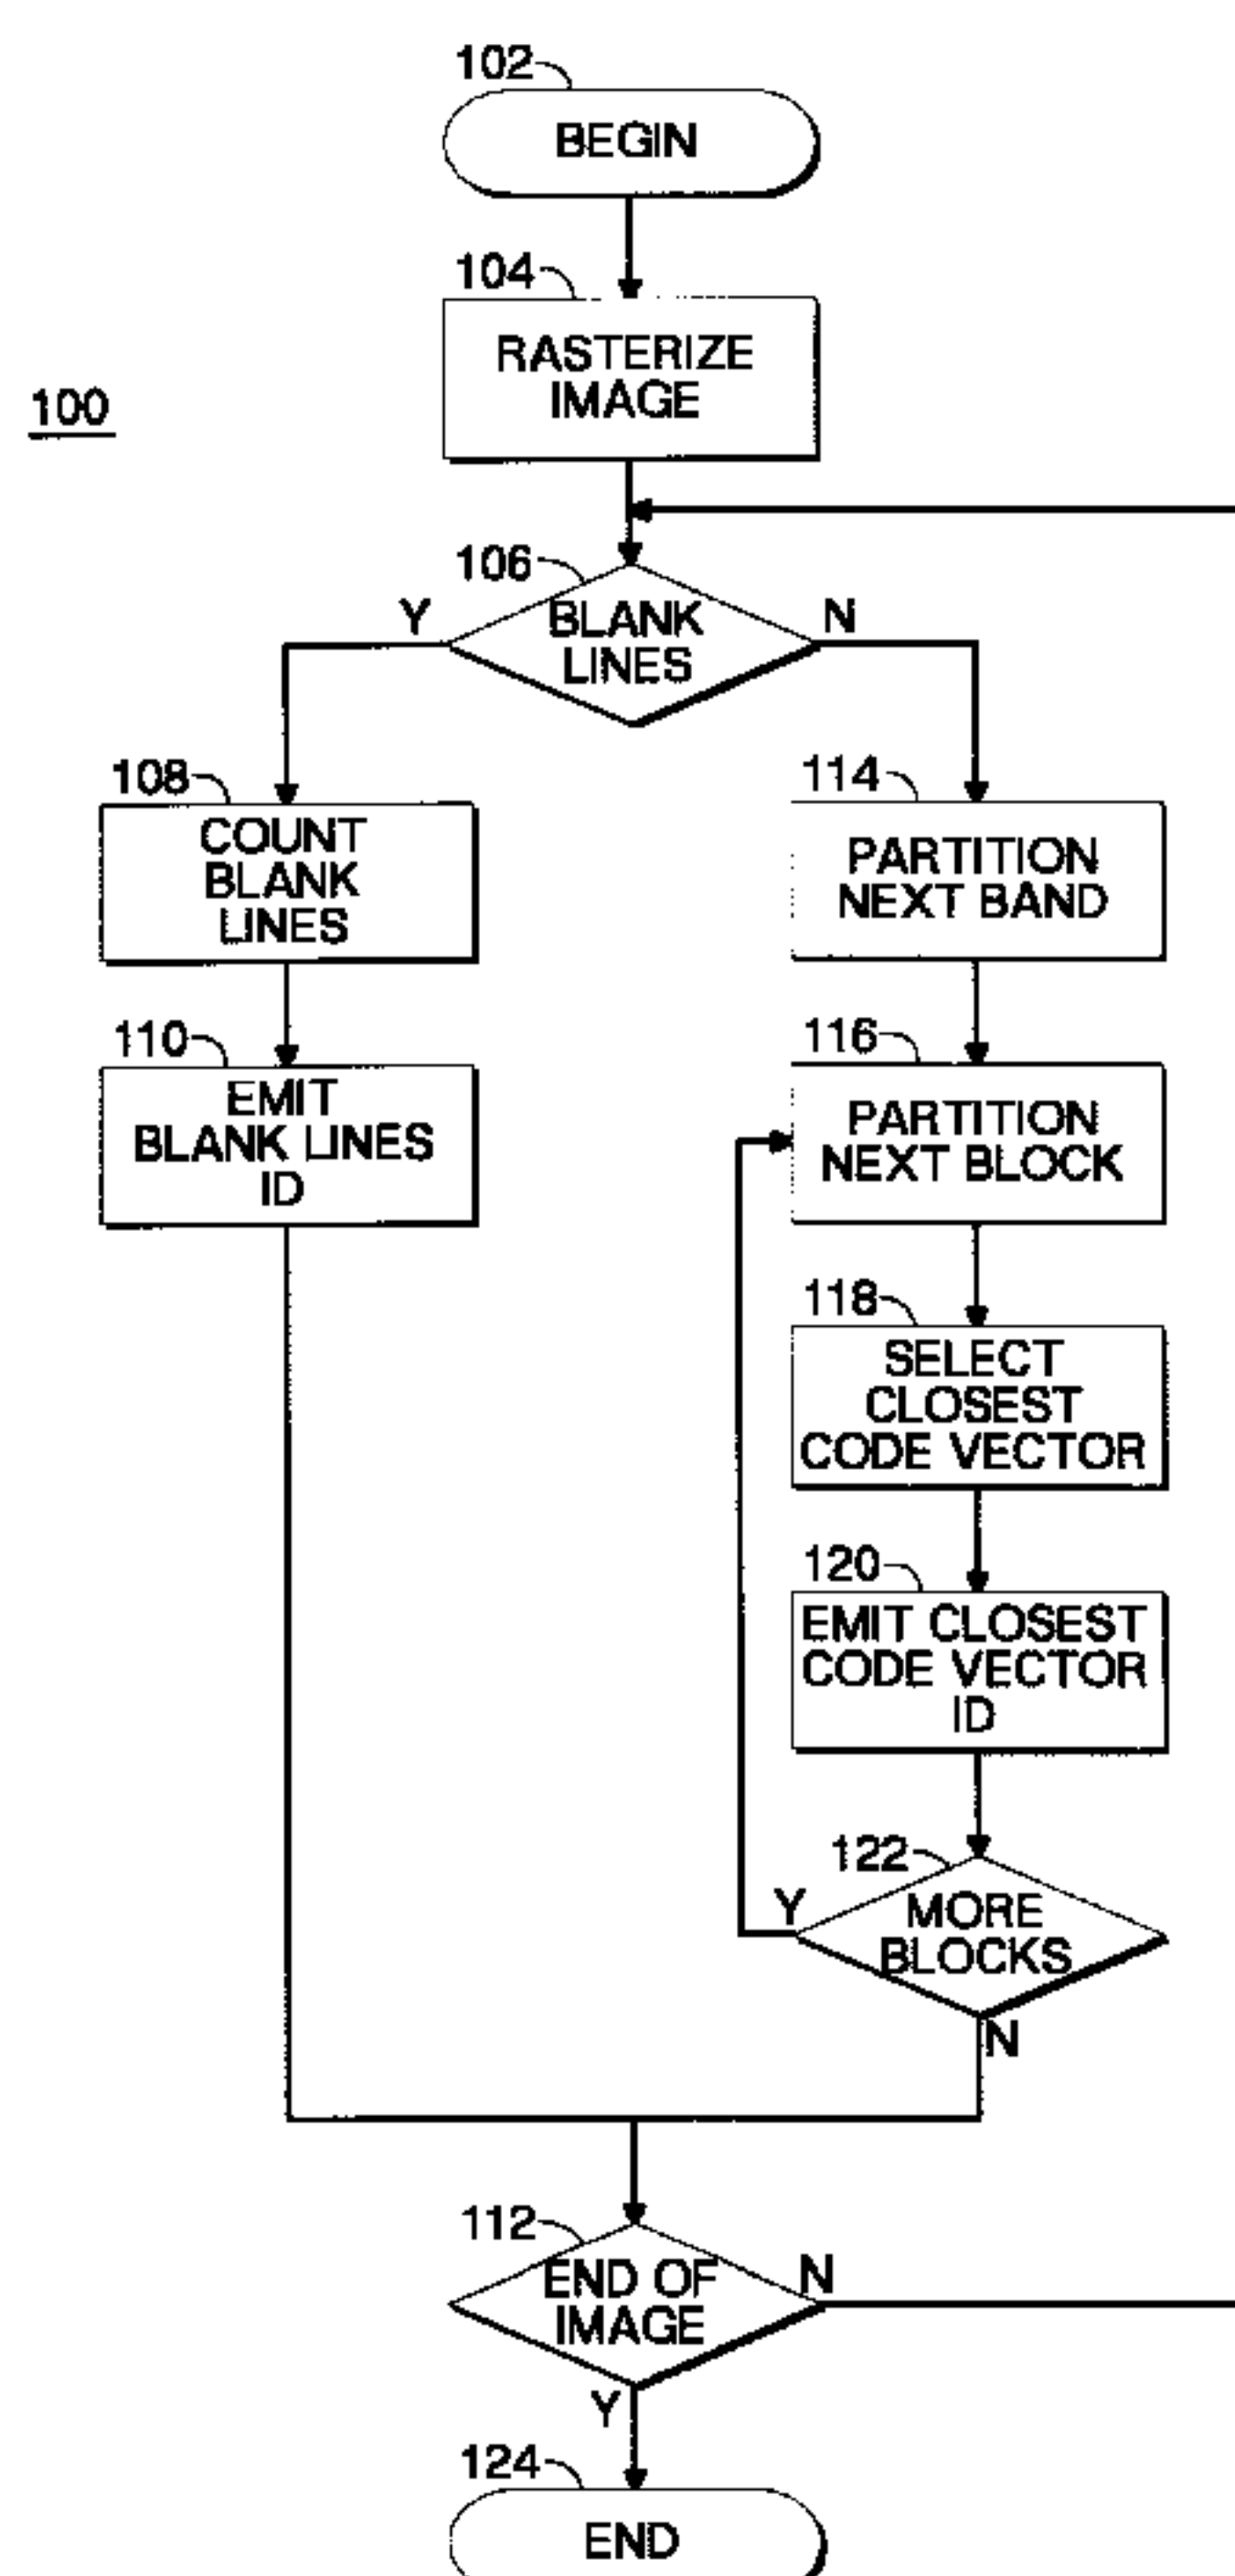 102
BEGIN
104
RASTERIZE
IMAGE
100
106
BLANK
LINES
Y
N
108
COUNT
BLANK
LINES
110
EMIT
BLANK LINES
ID
114
PARTITION
NEXT BAND
116
PARTITION
NEXT BLOCK
118
SELECT
CLOSEST
CODE VECTOR
120
EMIT CLOSEST
CODE VECTOR
ID
122
MORE
BLOCKS
Y
N
112
END OF
IMAGE
N
Y
124
END